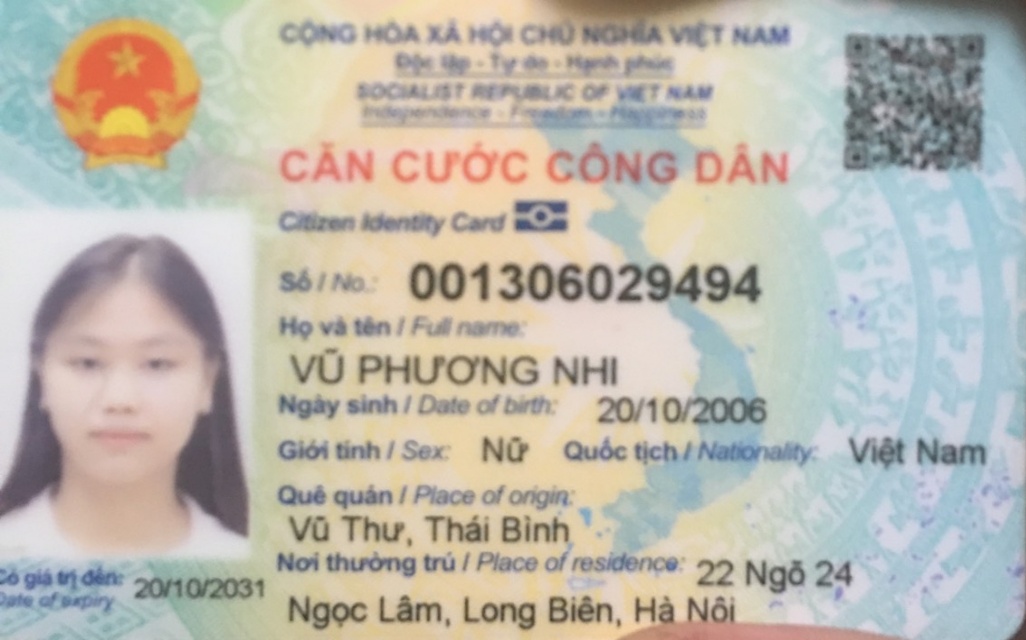 CỘNG HÒA XÃ HỘI CHỦ NGHĨA VIỆT NAM
Độc lập - Tự do - Hạnh phúc
SOCIALIST REPUBLIC OF VIET NAM
Independence - Freedom - Happiness
CĂN CƯỚC CÔNG DÂN
Citizen Identity Card
Số / No.: 001306029494
Họ và tên / Full name:
VŨ PHƯƠNG NHI
Ngày sinh / Date of birth: 20/10/2006
Giới tính / Sex: Nữ Quốc tịch / Nationality: Việt Nam
Quê quán / Place of origin:
Vũ Thư, Thái Bình
Nơi thường trú / Place of residence: 22 Ngõ 24
Ngọc Lâm, Long Biên, Hà Nội
Có giá trị đến: 20/10/2031
Date of expiry